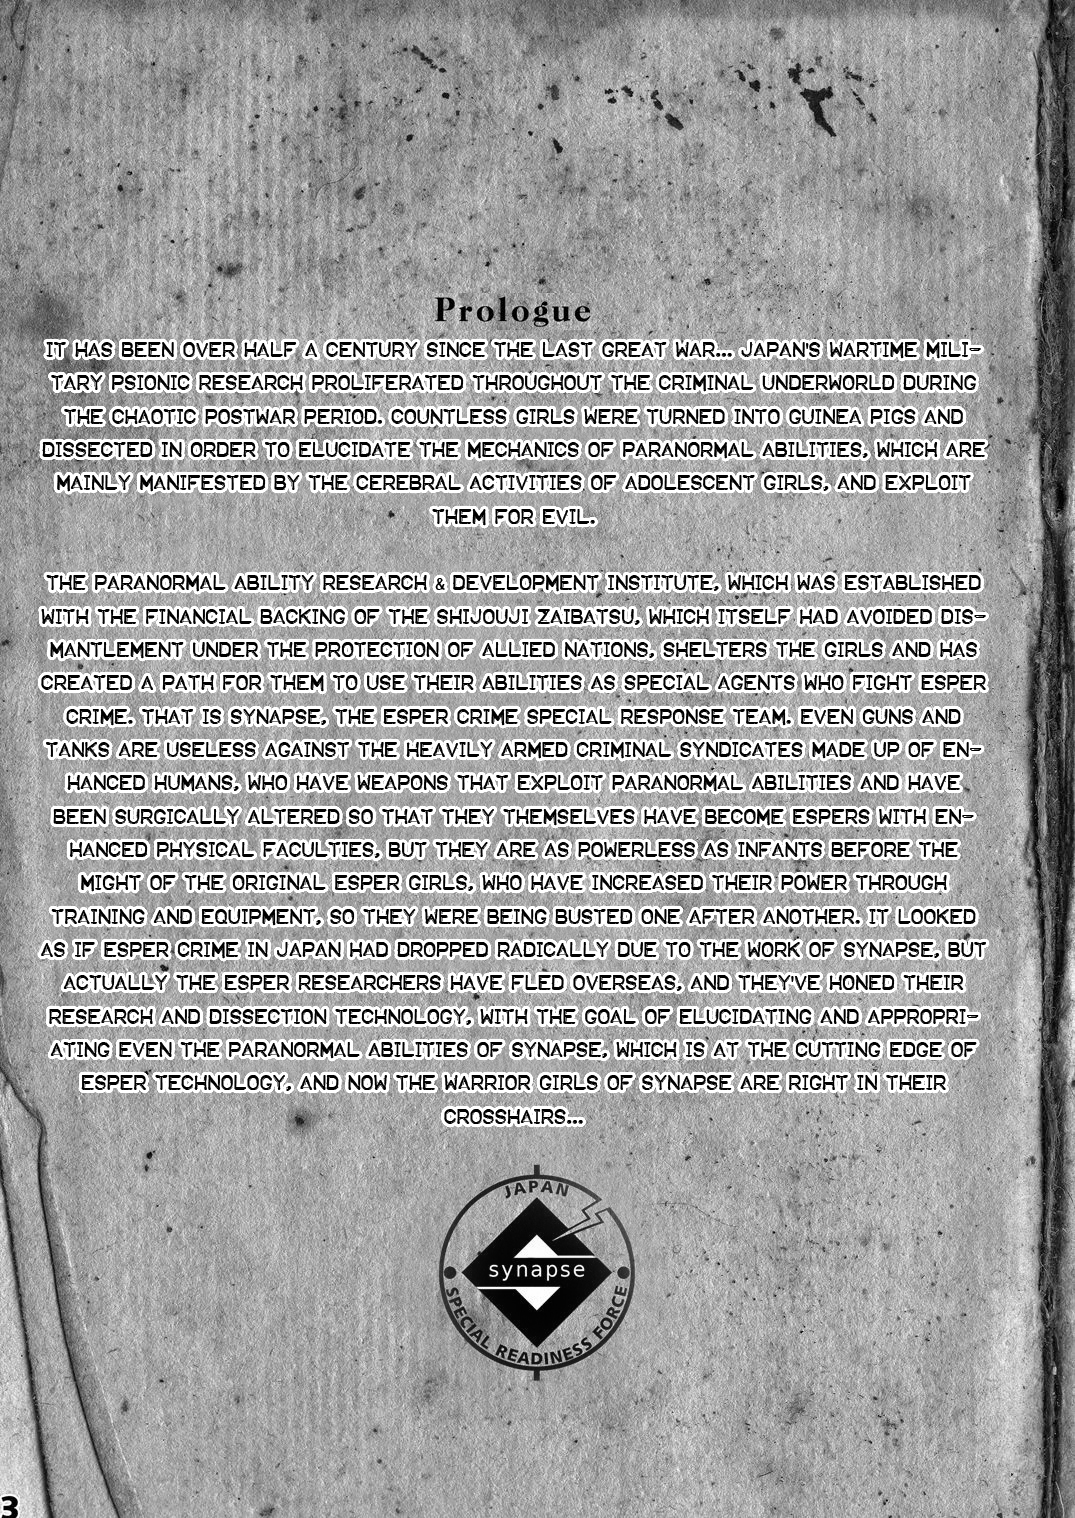 Prologue
IT HAS BEEN OVER HALF A CENTURY SINCE THE LAST GREAT WAR... JAPAN'S WARTIME MILI-
TARY PSIONIC RESEARCH PROLIFERATED THROUGHOUT THE CRIMINAL UNDERWORLD DURING
THE CHAOTIC POSTWAR PERIOD. COUNTLESS GIRLS WERE TURNED INTO GUINEA PIGS AND
DISSECTED IN ORDER TO ELUCIDATE THE MECHANICS OF PARANORMAL ABILITIES, WHICH ARE
MAINLY MANIFESTED BY THE CEREBRAL ACTIVITIES OF ADOLESCENT GIRLS, AND EXPLOIT
THEM FOR EVIL.
THE PARANORMAL ABILITY RESEARCH & DEVELOPMENT INSTITUTE, WHICH WAS ESTABLISHED
WITH THE FINANCIAL BACKING OF THE SHIJOUJI ZAIBATSU, WHICH ITSELF HAD AVOIDED DIS-
MANTLEMENT UNDER THE PROTECTION OF ALLIED NATIONS, SHELTERS THE GIRLS AND HAS
CREATED A PATH FOR THEM TO USE THEIR ABILITIES AS SPECIAL AGENTS WHO FIGHT ESPER
CRIME. THAT IS SYNAPSE, THE ESPER CRIME SPECIAL RESPONSE TEAM. EVEN GUNS AND
TANKS ARE USELESS AGAINST THE HEAVILY ARMED CRIMINAL SYNDICATES MADE UP OF EN-
HANCED HUMANS, WHO HAVE WEAPONS THAT EXPLOIT PARANORMAL ABILITIES AND HAVE
BEEN SURGICALLY ALTERED SO THAT THEY THEMSELVES HAVE BECOME ESPERS WITH EN-
HANCED PHYSICAL FACULTIES, BUT THEY ARE AS POWERLESS AS INFANTS BEFORE THE
MIGHT OF THE ORIGINAL ESPER GIRLS, WHO HAVE INCREASED THEIR POWER THROUGH
TRAINING AND EQUIPMENT, SO THEY WERE BEING BUSTED ONE AFTER ANOTHER. IT LOOKED
AS IF ESPER CRIME IN JAPAN HAD DROPPED RADICALLY DUE TO THE WORK OF SYNAPSE, BUT
ACTUALLY THE ESPER RESEARCHERS HAVE FLED OVERSEAS, AND THEY'VE HONED THEIR
RESEARCH AND DISSECTION TECHNOLOGY, WITH THE GOAL OF ELUCIDATING AND APPROPRI-
ATING EVEN THE PARANORMAL ABILITIES OF SYNAPSE, WHICH IS AT THE CUTTING EDGE OF
ESPER TECHNOLOGY, AND NOW THE WARRIOR GIRLS OF SYNAPSE ARE RIGHT IN THEIR
CROSSHAIRS...
JAPAN
synapse
SPECIAL READINESS FORCE
3